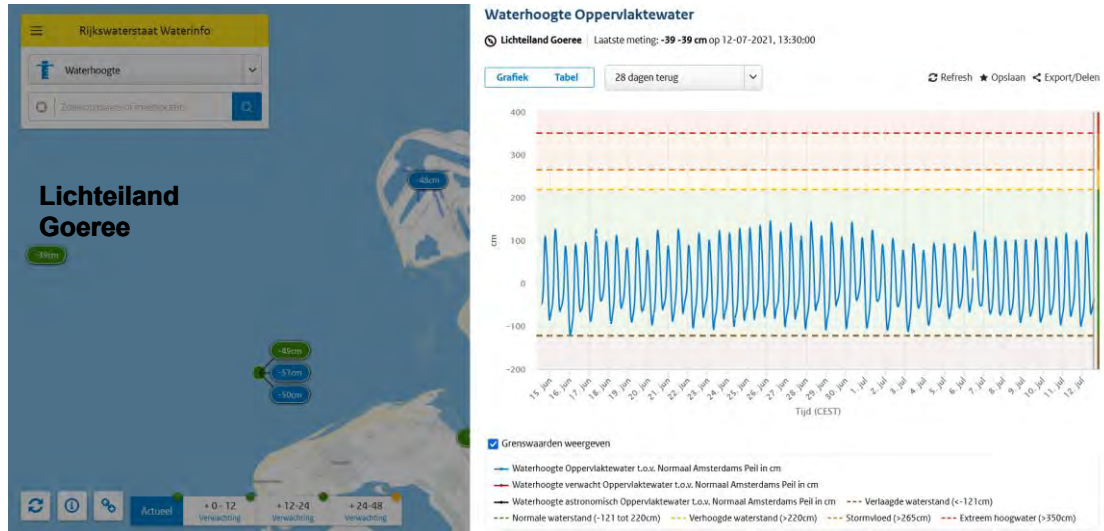 Rijkswaterstaat Waterinfo
Waterhoogte
Lichteiland
Goeree
-48cm
-39cm
-49cm
-51cm
-50cm
Actueel
+ 0 - 12
Verwachting
+ 12-24
Verwachting
+ 24-48
Verwachting
Waterhoogte Oppervlaktewater
Lichteiland Goeree Laatste meting: -39 -39 cm op 12-07-2021, 13:30:00
Grafiek Tabel 28 dagen terug Refresh Opslaan Export/Delen
400
300
200
100
0
-100
-200
cm
15. jun 16. jun 17. jun 18. jun 19. jun 20. jun 21. jun 22. jun 23. jun 24. jun 25. jun 26. jun 27. jun 28. jun 29. jun 30. jun 1. jul 2. jul 3. jul 4. jul 5. jul 6. jul 7. jul 8. jul 9. jul 10. jul 11. jul 12. jul
Tijd (CEST)
Grenswaarden weergeven
Waterhoogte Oppervlaktewater t.o.v. Normaal Amsterdams Peil in cm
Waterhoogte verwacht Oppervlaktewater t.o.v. Normaal Amsterdams Peil in cm
Waterhoogte astronomisch Oppervlaktewater t.o.v. Normaal Amsterdams Peil in cm Verlaagde waterstand (<-121cm)
Normale waterstand (-121 tot 220cm) Verhoogde waterstand (>220cm) Stormvloed (>265cm) Extreem hoogwater (>350cm)